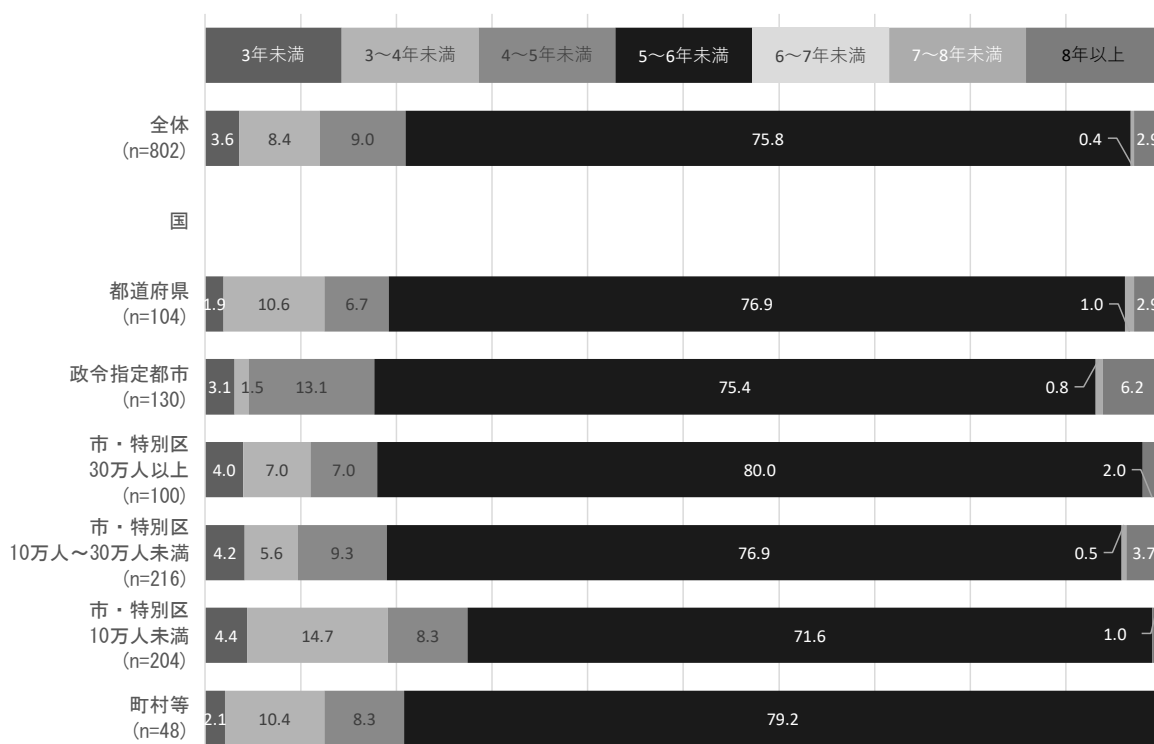 3年未満 3～4年未満 4～5年未満 5～6年未満 6～7年未満 7～8年未満 8年以上
全体
(n=802)
3.6 8.4 9.0 75.8 0.4 2.9
国
都道府県
(n=104)
1.9 10.6 6.7 76.9 1.0 2.9
政令指定都市
(n=130)
3.1 1.5 13.1 75.4 0.8 6.2
市・特別区
30万人以上
(n=100)
4.0 7.0 7.0 80.0 2.0
市・特別区
10万人～30万人未満
(n=216)
4.2 5.6 9.3 76.9 0.5 3.7
市・特別区
10万人未満
(n=204)
4.4 14.7 8.3 71.6 1.0
町村等
(n=48)
2.1 10.4 8.3 79.2